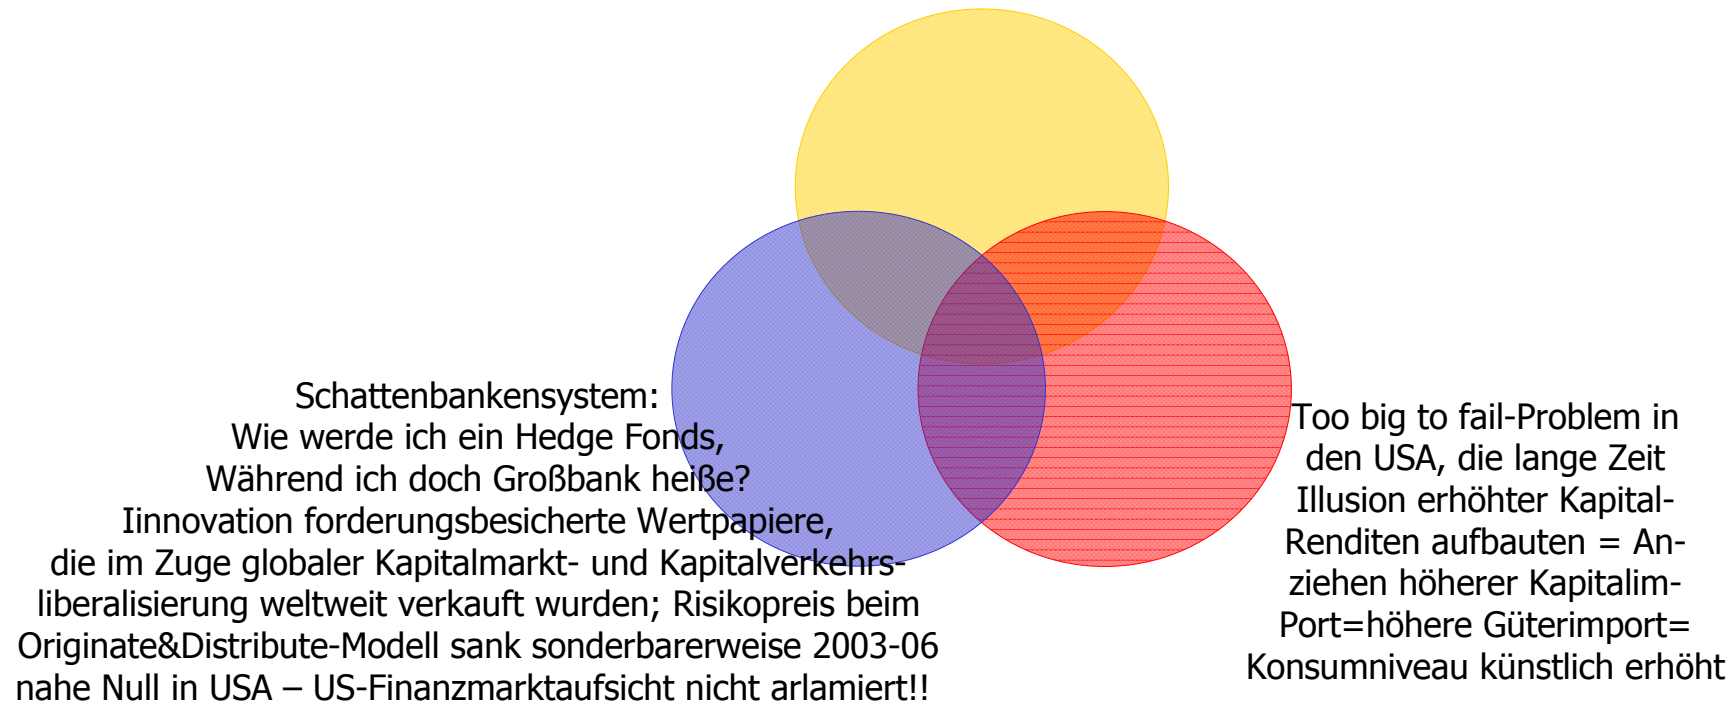 Schattenbankensystem:
Wie werde ich ein Hedge Fonds,
Während ich doch Großbank heiße?
Iinnovation forderungsbesicherte Wertpapiere,
die im Zuge globaler Kapitalmarkt- und Kapitalverkehrs-
liberalisierung weltweit verkauft wurden; Risikopreis beim
Originate&Distribute-Modell sank sonderbarerweise 2003-06
nahe Null in USA – US-Finanzmarktaufsicht nicht arlamiert!!
Too big to fail-Problem in
den USA, die lange Zeit
Illusion erhöhter Kapital-
Renditen aufbauten = An-
ziehen höherer Kapitalim-
Port=höhere Güterimport=
Konsumniveau künstlich erhöht